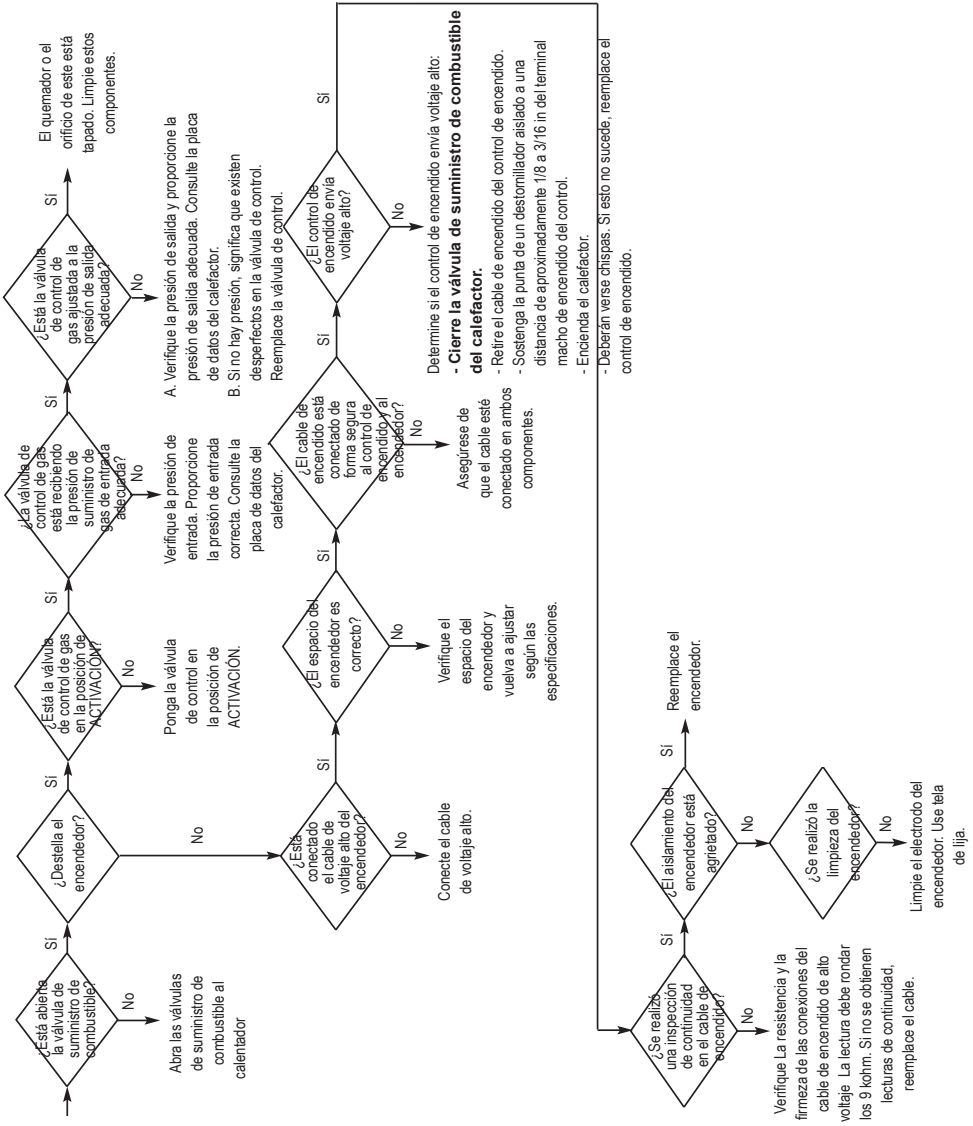 ¿Está abierta
la válvula de
suministro de
combustible?
No
Abra las válvulas
de suministro de
combustible al
calentador
Sí
¿Destella el
encendedor?
No
Sí
¿Está la válvula
de control de gas
en la posición de
ACTIVACIÓN?
No
Ponga la válvula
de control en
la posición de
ACTIVACIÓN.
Sí
¿La válvula de
control de gas
está recibiendo
la presión de
suministro de
gas de entrada
adecuada?
No
Verifique la presión de
entrada. Proporcione
la presión de entrada
correcta. Consulte la
placa de datos del
calefactor.
Sí
¿Está la válvula
de control de
gas ajustada a la
presión de salida
adecuada?
No
A. Verifique la presión de salida y proporcione la
presión de salida adecuada. Consulte la placa
de datos del calefactor.
B. Si no hay presión, significa que existen
desperfectos en la válvula de control.
Reemplace la válvula de control.
Sí
El quemador o el
orificio de este está
tapado. Limpie estos
componentes.
¿Está
conectado
el cable de
voltaje alto del
encendedor?
No
Conecte el cable
de voltaje alto.
Sí
¿El espacio del
encendedor es
correcto?
No
Verifique el
espacio del
encendedor y
vuelva a ajustar
según las
especificaciones.
Sí
¿El cable de
encendido está
conectado de
forma segura
al control de
encendido y al
encendedor?
No
Asegúrese de
que el cable esté
conectado en ambos
componentes.
Sí
¿El control de
encendido envía
voltaje alto?
No
Determine si el control de encendido envía voltaje alto:
- Cierre la válvula de suministro de combustible
del calefactor.
- Retire el cable de encendido del control de encendido.
- Sostenga la punta de un destornillador aislado a una
distancia de aproximadamente 1/8 a 3/16 in del terminal
macho de encendido del control.
- Encienda el calefactor.
- Deberán verse chispas. Si esto no sucede, reemplace el
control de encendido.
Sí
¿Se realizó
una inspección
de continuidad
en el cable de
encendido?
No
Verifique La resistencia y la
firmeza de las conexiones del
cable de encendido de alto
voltaje La lectura debe rondar
los 9 kohm. Si no se obtienen
lecturas de continuidad,
reemplace el cable.
Sí
¿El aislamiento del
encendedor está
agrietado?
Sí
Reemplace el
encendedor.
No
¿Se realizó la
limpieza del
encendedor?
No
Limpie el electrodo del
encendedor. Use tela
de lija.